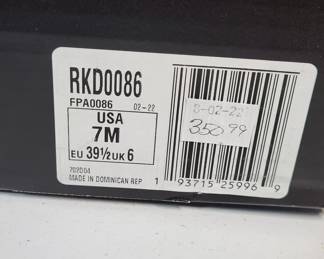 RKD0086
FPA0086 02-22
USA
7M
EU 39½ UK 6
702D04
MADE IN DOMINICAN REP
8-02-22
350.99
1 93715 25996 9